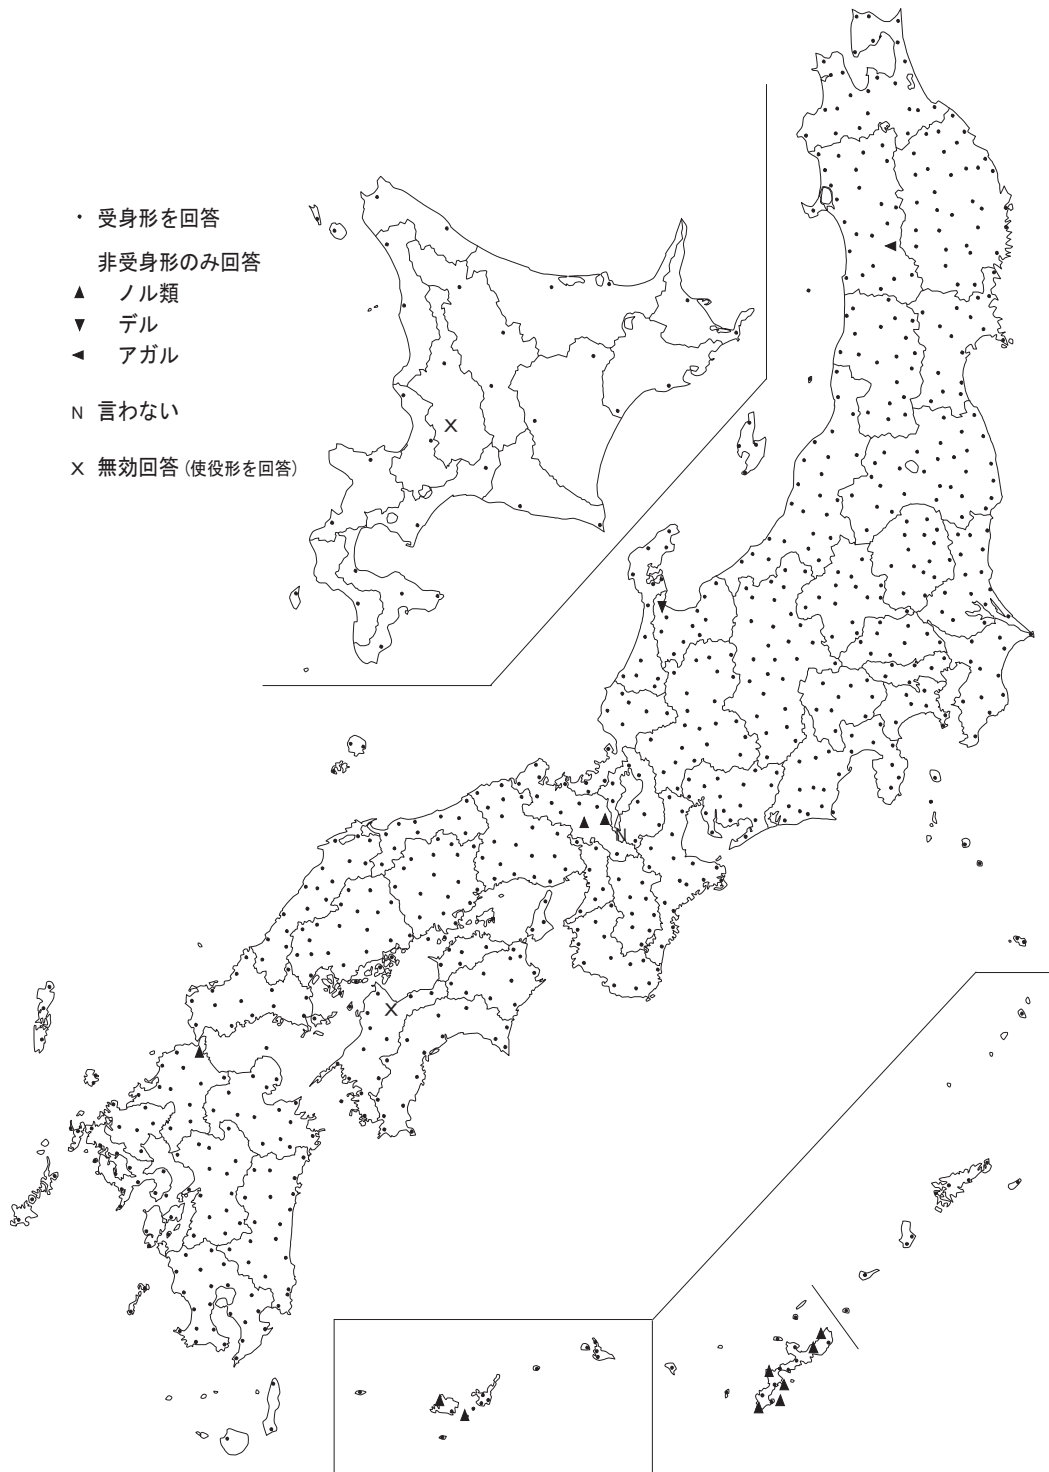 ・ 受身形を回答
非受身形のみ回答
▲ ノル類
▼ デル
◄ アガル
N 言わない
X 無効回答 (使役形を回答)
X
N
X